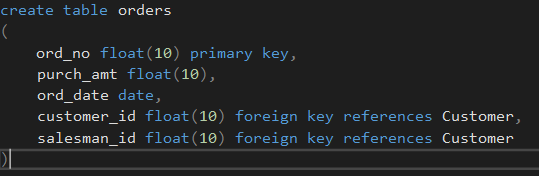 create table orders
(
ord_no float(10) primary key,
purch_amt float(10),
ord_date date,
customer_id float(10) foreign key references Customer,
salesman_id float(10) foreign key references Customer
)